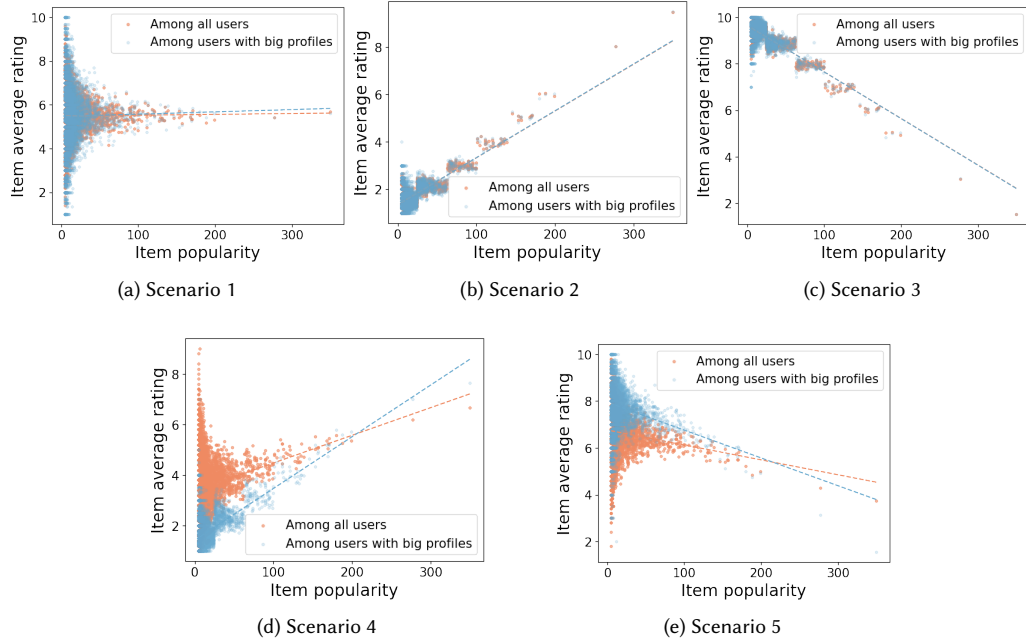 Item average rating
10
8
6
4
2
0
100
200
300
Item popularity
Among all users
Among users with big profiles
(a) Scenario 1
Item average rating
8
6
4
2
0
100
200
300
Item popularity
Among all users
Among users with big profiles
(b) Scenario 2
Item average rating
10
9
8
7
6
5
4
3
2
0
100
200
300
Item popularity
Among all users
Among users with big profiles
(c) Scenario 3
Item average rating
8
6
4
2
0
100
200
300
Item popularity
Among all users
Among users with big profiles
(d) Scenario 4
Item average rating
10
8
6
4
2
0
100
200
300
Item popularity
Among all users
Among users with big profiles
(e) Scenario 5